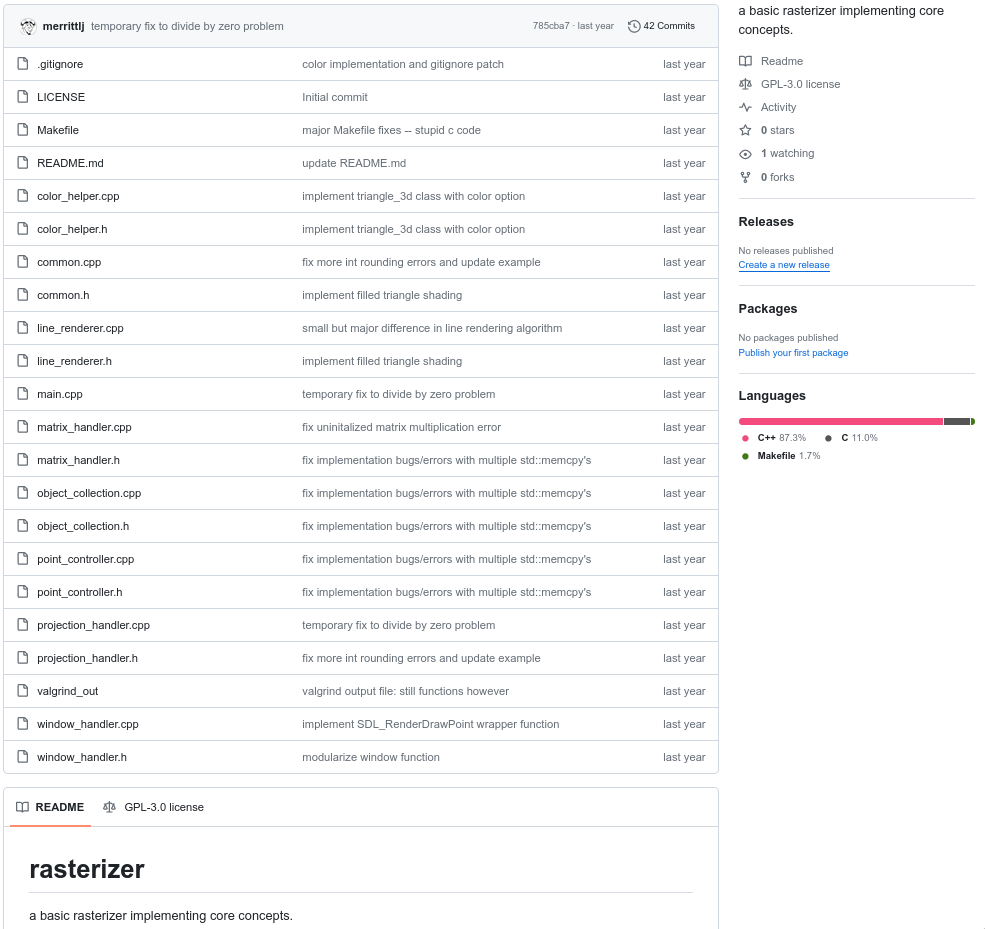 merrittlj temporary fix to divide by zero problem 785cba7 · last year 42 Commits
.gitignore color implementation and gitignore patch last year
LICENSE Initial commit last year
Makefile major Makefile fixes -- stupid c code last year
README.md update README.md last year
color_helper.cpp implement triangle_3d class with color option last year
color_helper.h implement triangle_3d class with color option last year
common.cpp fix more int rounding errors and update example last year
common.h implement filled triangle shading last year
line_renderer.cpp small but major difference in line rendering algorithm last year
line_renderer.h implement filled triangle shading last year
main.cpp temporary fix to divide by zero problem last year
matrix_handler.cpp fix uninitalized matrix multiplication error last year
matrix_handler.h fix implementation bugs/errors with multiple std::memcpy's last year
object_collection.cpp fix implementation bugs/errors with multiple std::memcpy's last year
object_collection.h fix implementation bugs/errors with multiple std::memcpy's last year
point_controller.cpp fix implementation bugs/errors with multiple std::memcpy's last year
point_controller.h fix implementation bugs/errors with multiple std::memcpy's last year
projection_handler.cpp temporary fix to divide by zero problem last year
projection_handler.h fix more int rounding errors and update example last year
valgrind_out valgrind output file: still functions however last year
window_handler.cpp implement SDL_RenderDrawPoint wrapper function last year
window_handler.h modularize window function last year
README GPL-3.0 license
rasterizer
a basic rasterizer implementing core concepts.
a basic rasterizer implementing core
concepts.
Readme
GPL-3.0 license
Activity
0 stars
1 watching
0 forks
Releases
No releases published
Create a new release
Packages
No packages published
Publish your first package
Languages
C++ 87.3% C 11.0%
Makefile 1.7%